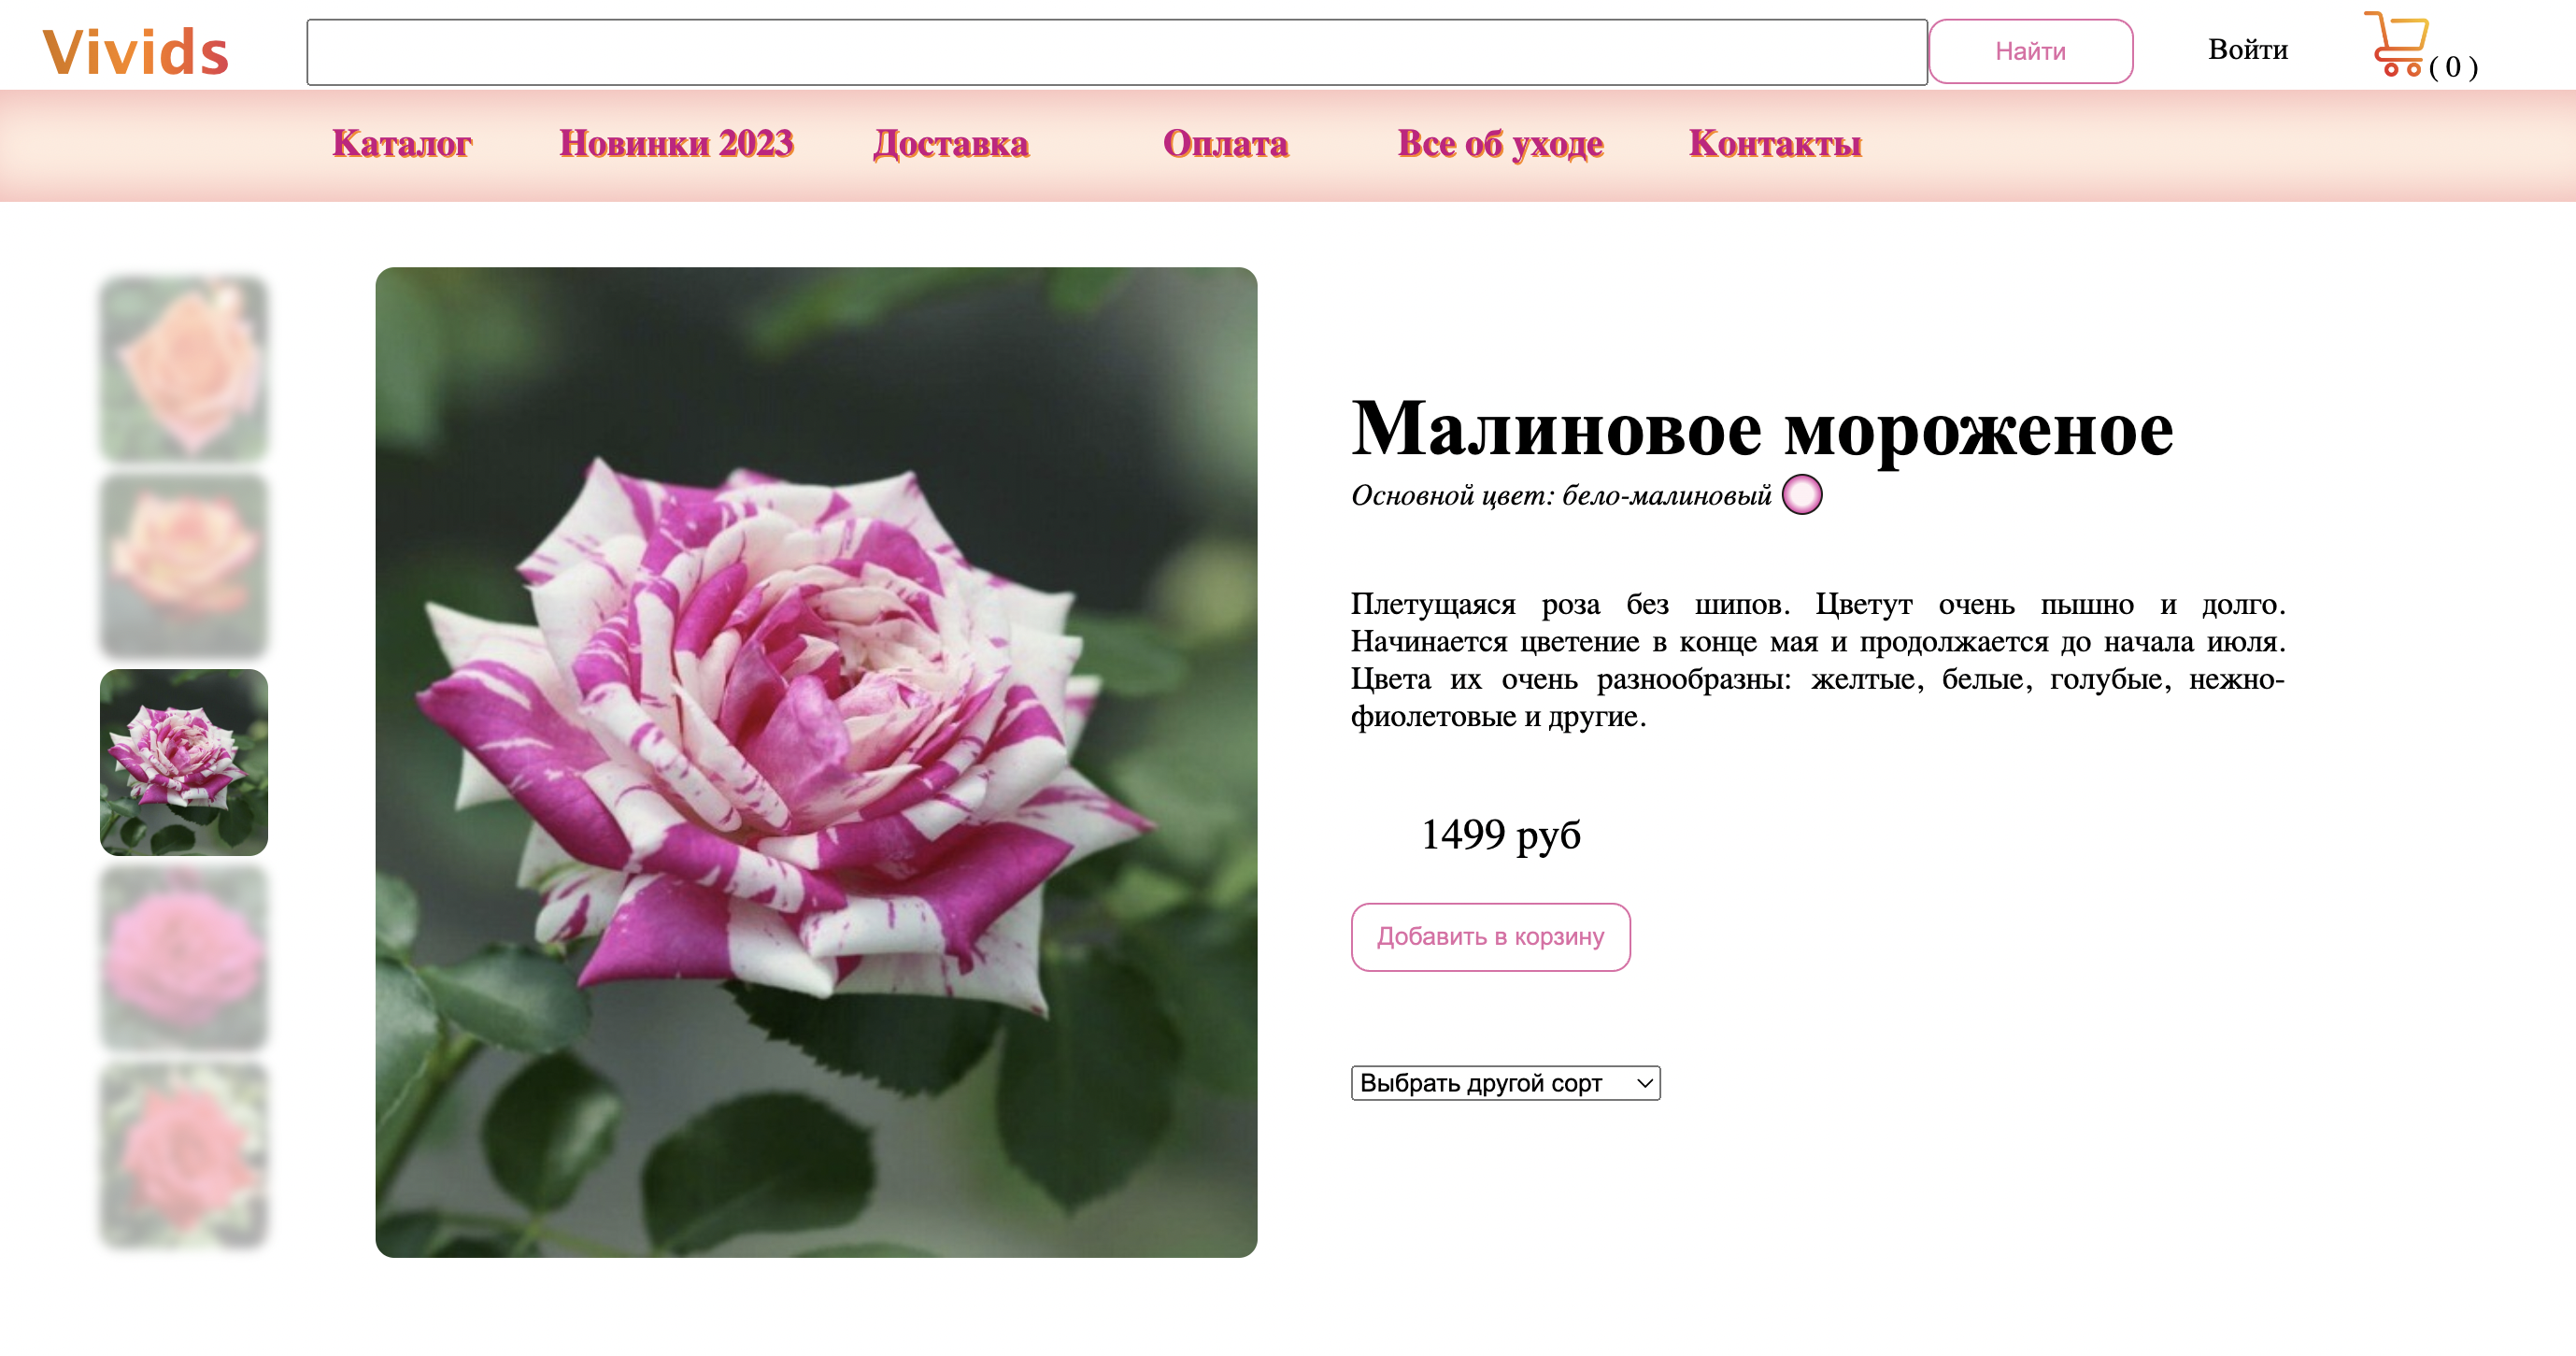 Vivids
Найти
Войти
( 0 )
Каталог
Новинки 2023
Доставка
Оплата
Все об уходе
Контакты
Малиновое мороженое
Основной цвет: бело-малиновый
Плетущаяся роза без шипов. Цветут очень пышно и долго.
Начинается цветение в конце мая и продолжается до начала июля.
Цвета их очень разнообразны: желтые, белые, голубые, нежно-
фиолетовые и другие.
1499 руб
Добавить в корзину
Выбрать другой сорт